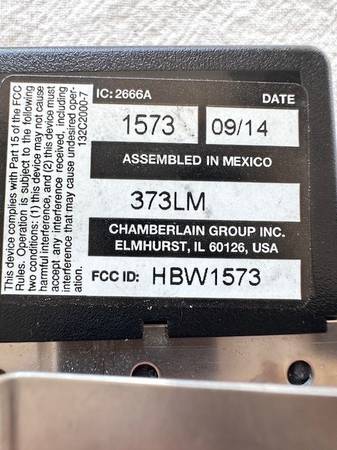 This device complies with Part 15 of the FCC
Rules. Operation is subject to the following
two conditions: (1) this device may not cause
harmful interference, and (2) this device must
accept any interference received, including
interference that may cause undesired oper-
ation. 132C2000-7
IC: 2666A
DATE
1573
09/14
ASSEMBLED IN MEXICO
373LM
CHAMBERLAIN GROUP INC.
ELMHURST, IL 60126, USA
FCC ID: HBW1573